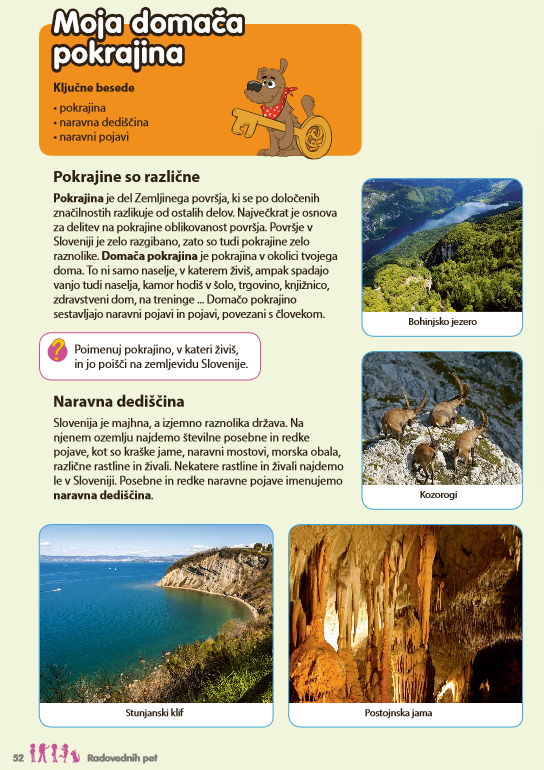 Moja domača
pokrajina
Ključne besede
• pokrajina
• naravna dediščina
• naravni pojavi
Pokrajine so različne
Pokrajina je del Zemljinega površja, ki se po določenih
značilnostih razlikuje od ostalih delov. Največkrat je osnova
za delitev na pokrajine oblikovanost površja. Površje v
Sloveniji je zelo razgibano, zato so tudi pokrajine zelo
raznolike. Domača pokrajina je pokrajina v okolici tvojega
doma. To ni samo naselje, v katerem živiš, ampak spadajo
vanjo tudi naselja, kamor hodiš v šolo, trgovino, knjižnico,
zdravstveni dom, na treninge ... Domačo pokrajino
sestavljajo naravni pojavi in pojavi, povezani s človekom.
Bohinjsko jezero
? Poimenuj pokrajino, v kateri živiš,
in jo poišči na zemljevidu Slovenije.
Naravna dediščina
Slovenija je majhna, a izjemno raznolika država. Na
njenem ozemlju najdemo številne posebne in redke
pojave, kot so kraške jame, naravni mostovi, morska obala,
različne rastline in živali. Nekatere rastline in živali najdemo
le v Sloveniji. Posebne in redke naravne pojave imenujemo
naravna dediščina.
Kozorogi
Stunjanski klif
Postojnska jama
52 Radovednih pet